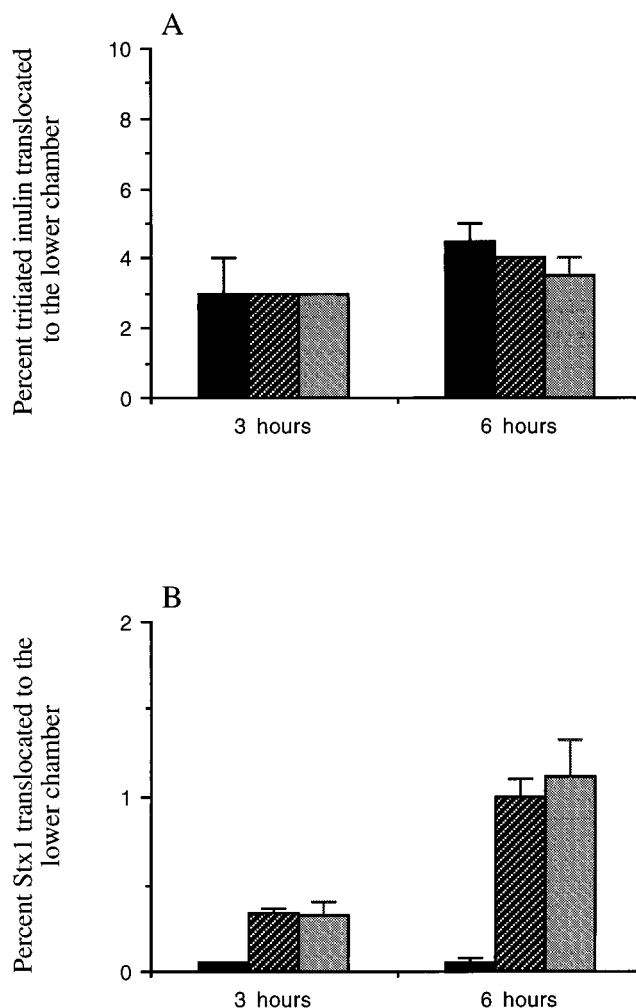 A
Percent tritiated inulin translocated
to the lower chamber
10
8
6
4
2
0
3 hours
6 hours
B
Percent Stx1 translocated to the
lower chamber
2
1
0
3 hours
6 hours